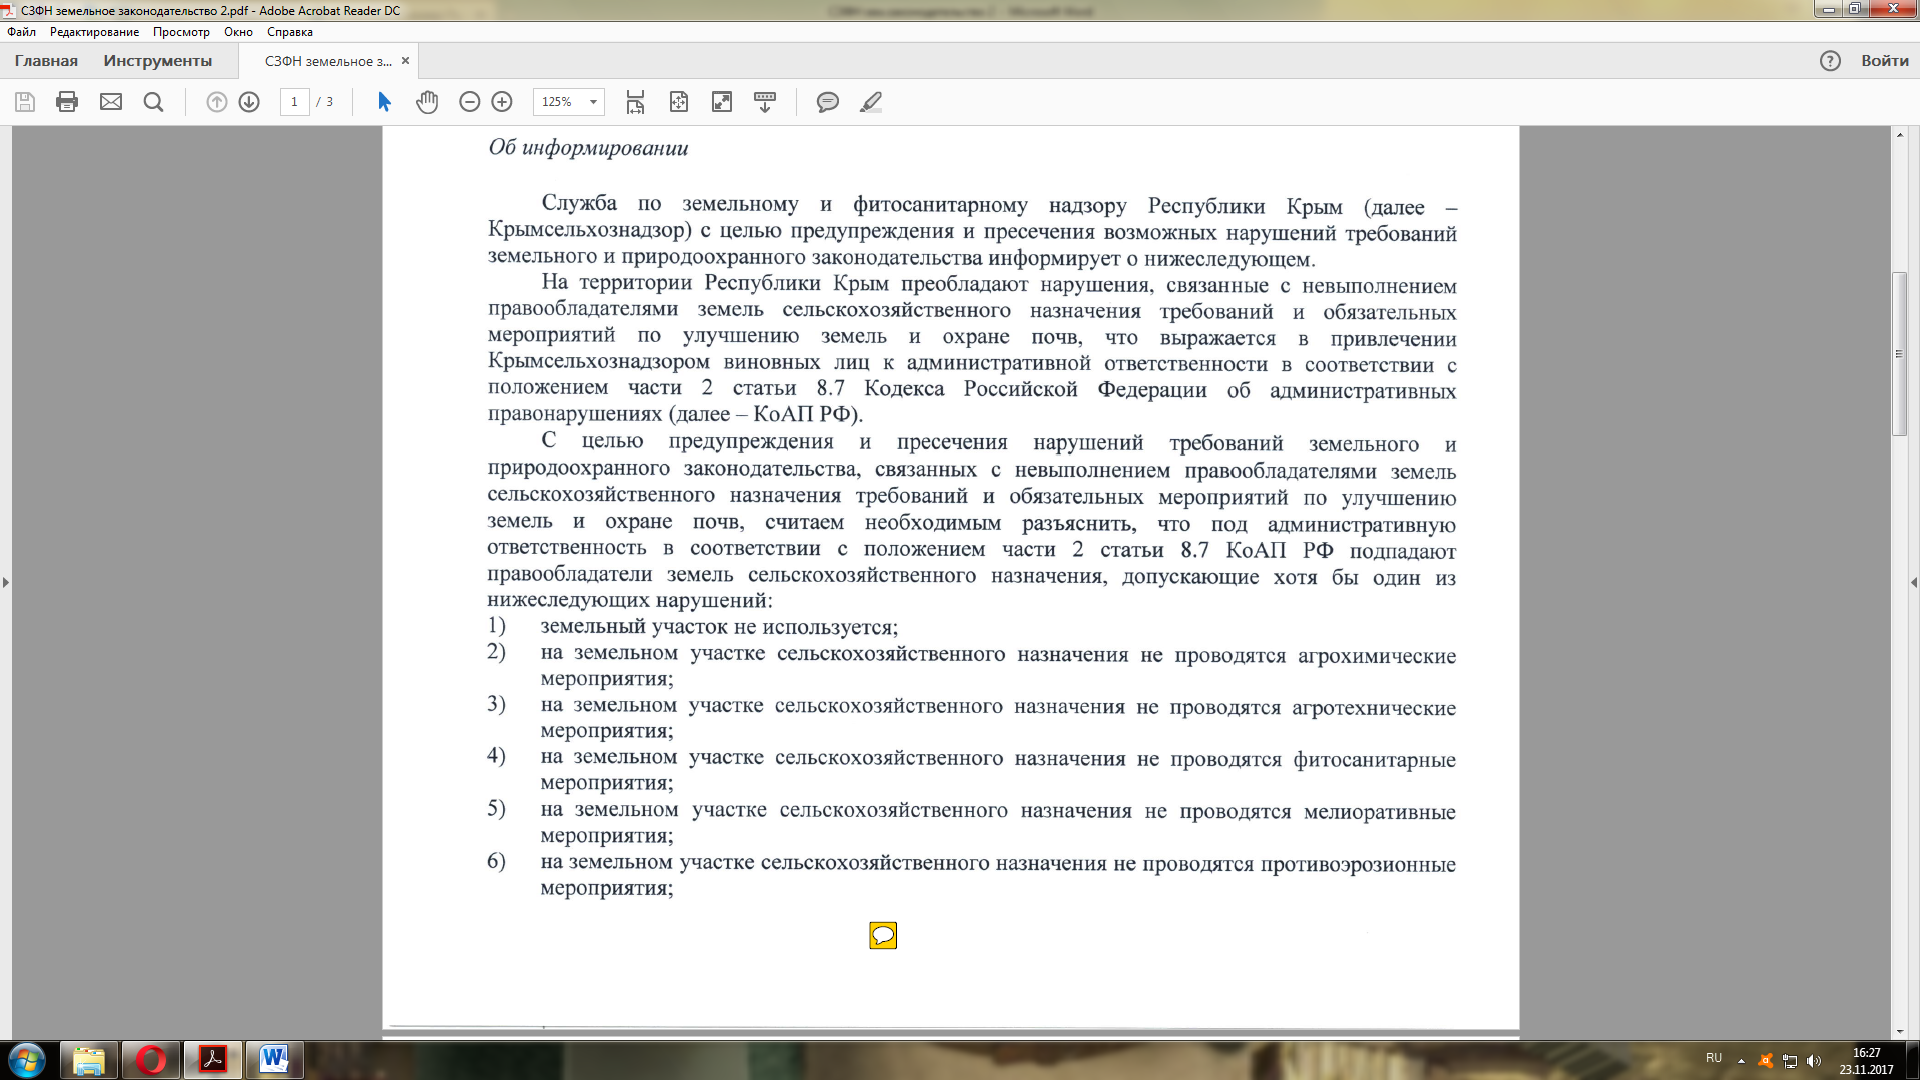 СЗФН земельное законодательство 2.pdf - Adobe Acrobat Reader DC
Файл Редактирование Просмотр Окно Справка
Главная Инструменты СЗФН земельное з... × Войти
1 / 3 125%
Об информировании
Служба по земельному и фитосанитарному надзору Республики Крым (далее –
Крымсельхознадзор) с целью предупреждения и пресечения возможных нарушений требований
земельного и природоохранного законодательства информирует о нижеследующем.
На территории Республики Крым преобладают нарушения, связанные с невыполнением
правообладателями земель сельскохозяйственного назначения требований и обязательных
мероприятий по улучшению земель и охране почв, что выражается в привлечении
Крымсельхознадзором виновных лиц к административной ответственности в соответствии с
положением части 2 статьи 8.7 Кодекса Российской Федерации об административных
правонарушениях (далее – КоАП РФ).
С целью предупреждения и пресечения нарушений требований земельного и
природоохранного законодательства, связанных с невыполнением правообладателями земель
сельскохозяйственного назначения требований и обязательных мероприятий по улучшению
земель и охране почв, считаем необходимым разъяснить, что под административную
ответственность в соответствии с положением части 2 статьи 8.7 КоАП РФ подпадают
правообладатели земель сельскохозяйственного назначения, допускающие хотя бы один из
нижеследующих нарушений:
1) земельный участок не используется;
2) на земельном участке сельскохозяйственного назначения не проводятся агрохимические
мероприятия;
3) на земельном участке сельскохозяйственного назначения не проводятся агротехнические
мероприятия;
4) на земельном участке сельскохозяйственного назначения не проводятся фитосанитарные
мероприятия;
5) на земельном участке сельскохозяйственного назначения не проводятся мелиоративные
мероприятия;
6) на земельном участке сельскохозяйственного назначения не проводятся противоэрозионные
мероприятия;
RU 16:27
23.11.2017